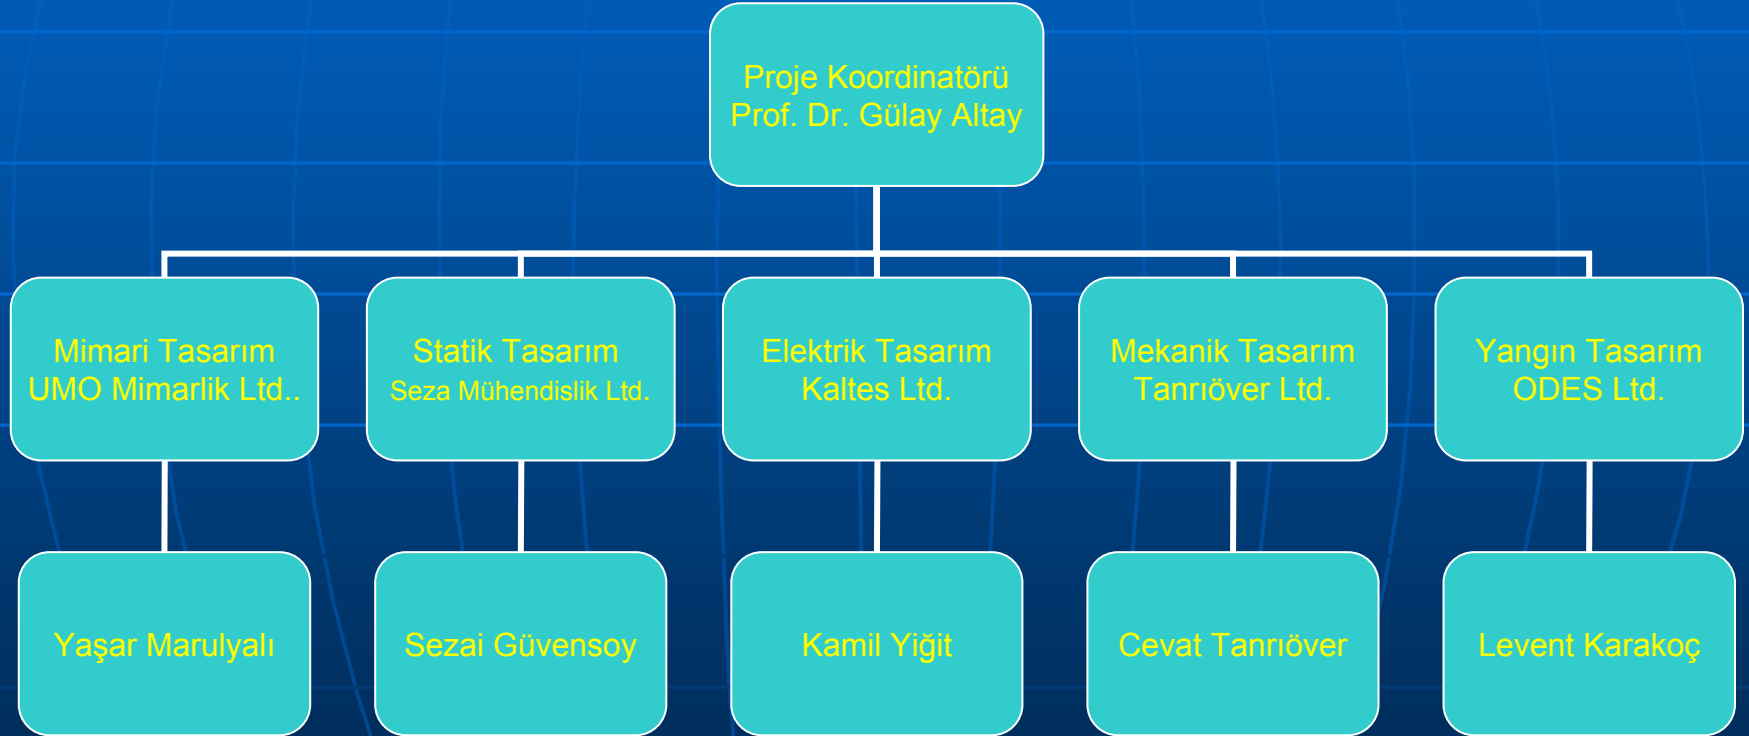 Proje Koordinatörü
Prof. Dr. Gülay Altay
Mimari Tasarım
UMO Mimarlik Ltd..
Statik Tasarım
Seza Mühendislik Ltd.
Elektrik Tasarım
Kaltes Ltd.
Mekanik Tasarım
Tanrıöver Ltd.
Yangın Tasarım
ODES Ltd.
Yaşar Marulyalı
Sezai Güvensoy
Kamil Yiğit
Cevat Tanrıöver
Levent Karakoç